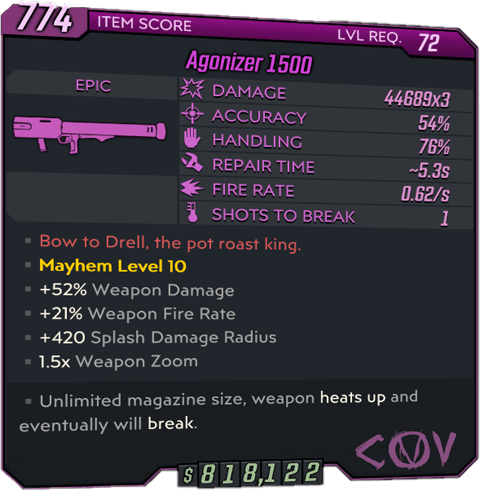 774 ITEM SCORE
LVL REQ. 72
Agonizer 1500
EPIC
DAMAGE 44689x3
ACCURACY 54%
HANDLING 76%
REPAIR TIME ~5.3s
FIRE RATE 0.62/s
SHOTS TO BREAK 1
Bow to Drell, the pot roast king.
Mayhem Level 10
+52% Weapon Damage
+21% Weapon Fire Rate
+420 Splash Damage Radius
1.5x Weapon Zoom
Unlimited magazine size, weapon heats up and
eventually will break.
COV
$818,122